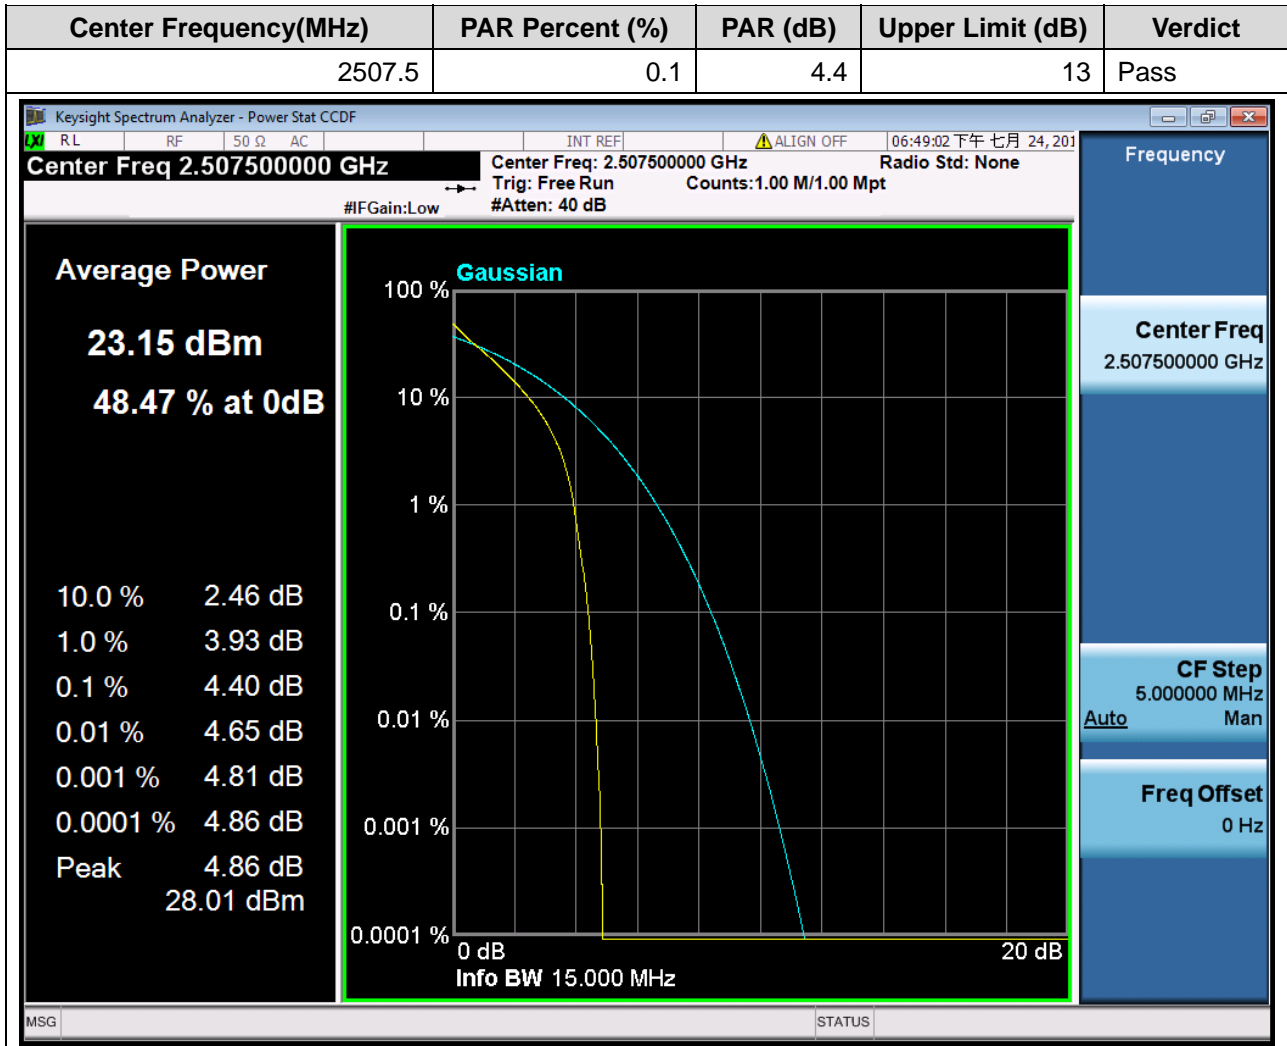 Center Frequency(MHz) PAR Percent (%) PAR (dB) Upper Limit (dB) Verdict
2507.5 0.1 4.4 13 Pass
Keysight Spectrum Analyzer - Power Stat CCDF
LXI RL RF 50 Ω AC INT REF ALIGN OFF 06:49:02 下午 七月 24, 201
Center Freq 2.507500000 GHz
Center Freq: 2.507500000 GHz Radio Std: None
Trig: Free Run Counts:1.00 M/1.00 Mpt
#IFGain:Low #Atten: 40 dB
Average Power
23.15 dBm
48.47 % at 0dB
10.0 % 2.46 dB
1.0 % 3.93 dB
0.1 % 4.40 dB
0.01 % 4.65 dB
0.001 % 4.81 dB
0.0001 % 4.86 dB
Peak 4.86 dB
28.01 dBm
Gaussian
100 %
10 %
1 %
0.1 %
0.01 %
0.001 %
0.0001 %
0 dB 20 dB
Info BW 15.000 MHz
Frequency
Center Freq
2.507500000 GHz
CF Step
5.000000 MHz
Auto Man
Freq Offset
0 Hz
MSG STATUS